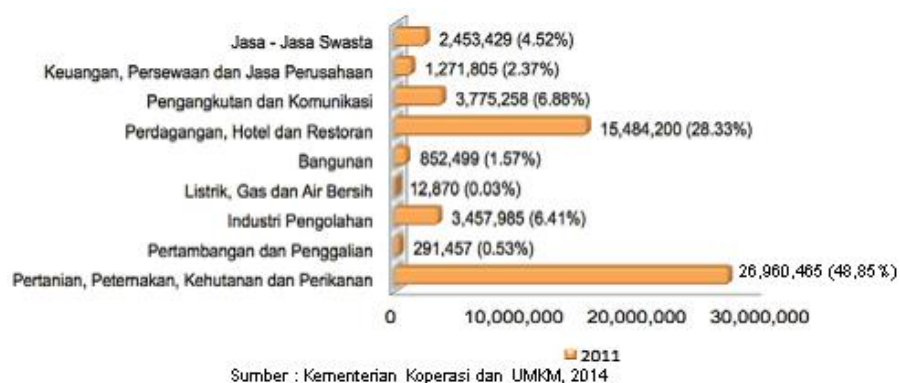 Jasa - Jasa Swasta 2,453,429 (4.52%)
Keuangan, Persewaan dan Jasa Perusahaan 1,271,805 (2.37%)
Pengangkutan dan Komunikasi 3,775,258 (6.88%)
Perdagangan, Hotel dan Restoran 15,484,200 (28.33%)
Bangunan 852,499 (1.57%)
Listrik, Gas dan Air Bersih 12,870 (0.03%)
Industri Pengolahan 3,457,985 (6.41%)
Pertambangan dan Penggalian 291,457 (0.53%)
Pertanian, Peternakan, Kehutanan dan Perikanan 26,960,465 (48,85%)
0 10,000,000 20,000,000 30,000,000
2011
Sumber : Kementerian Koperasi dan UMKM, 2014